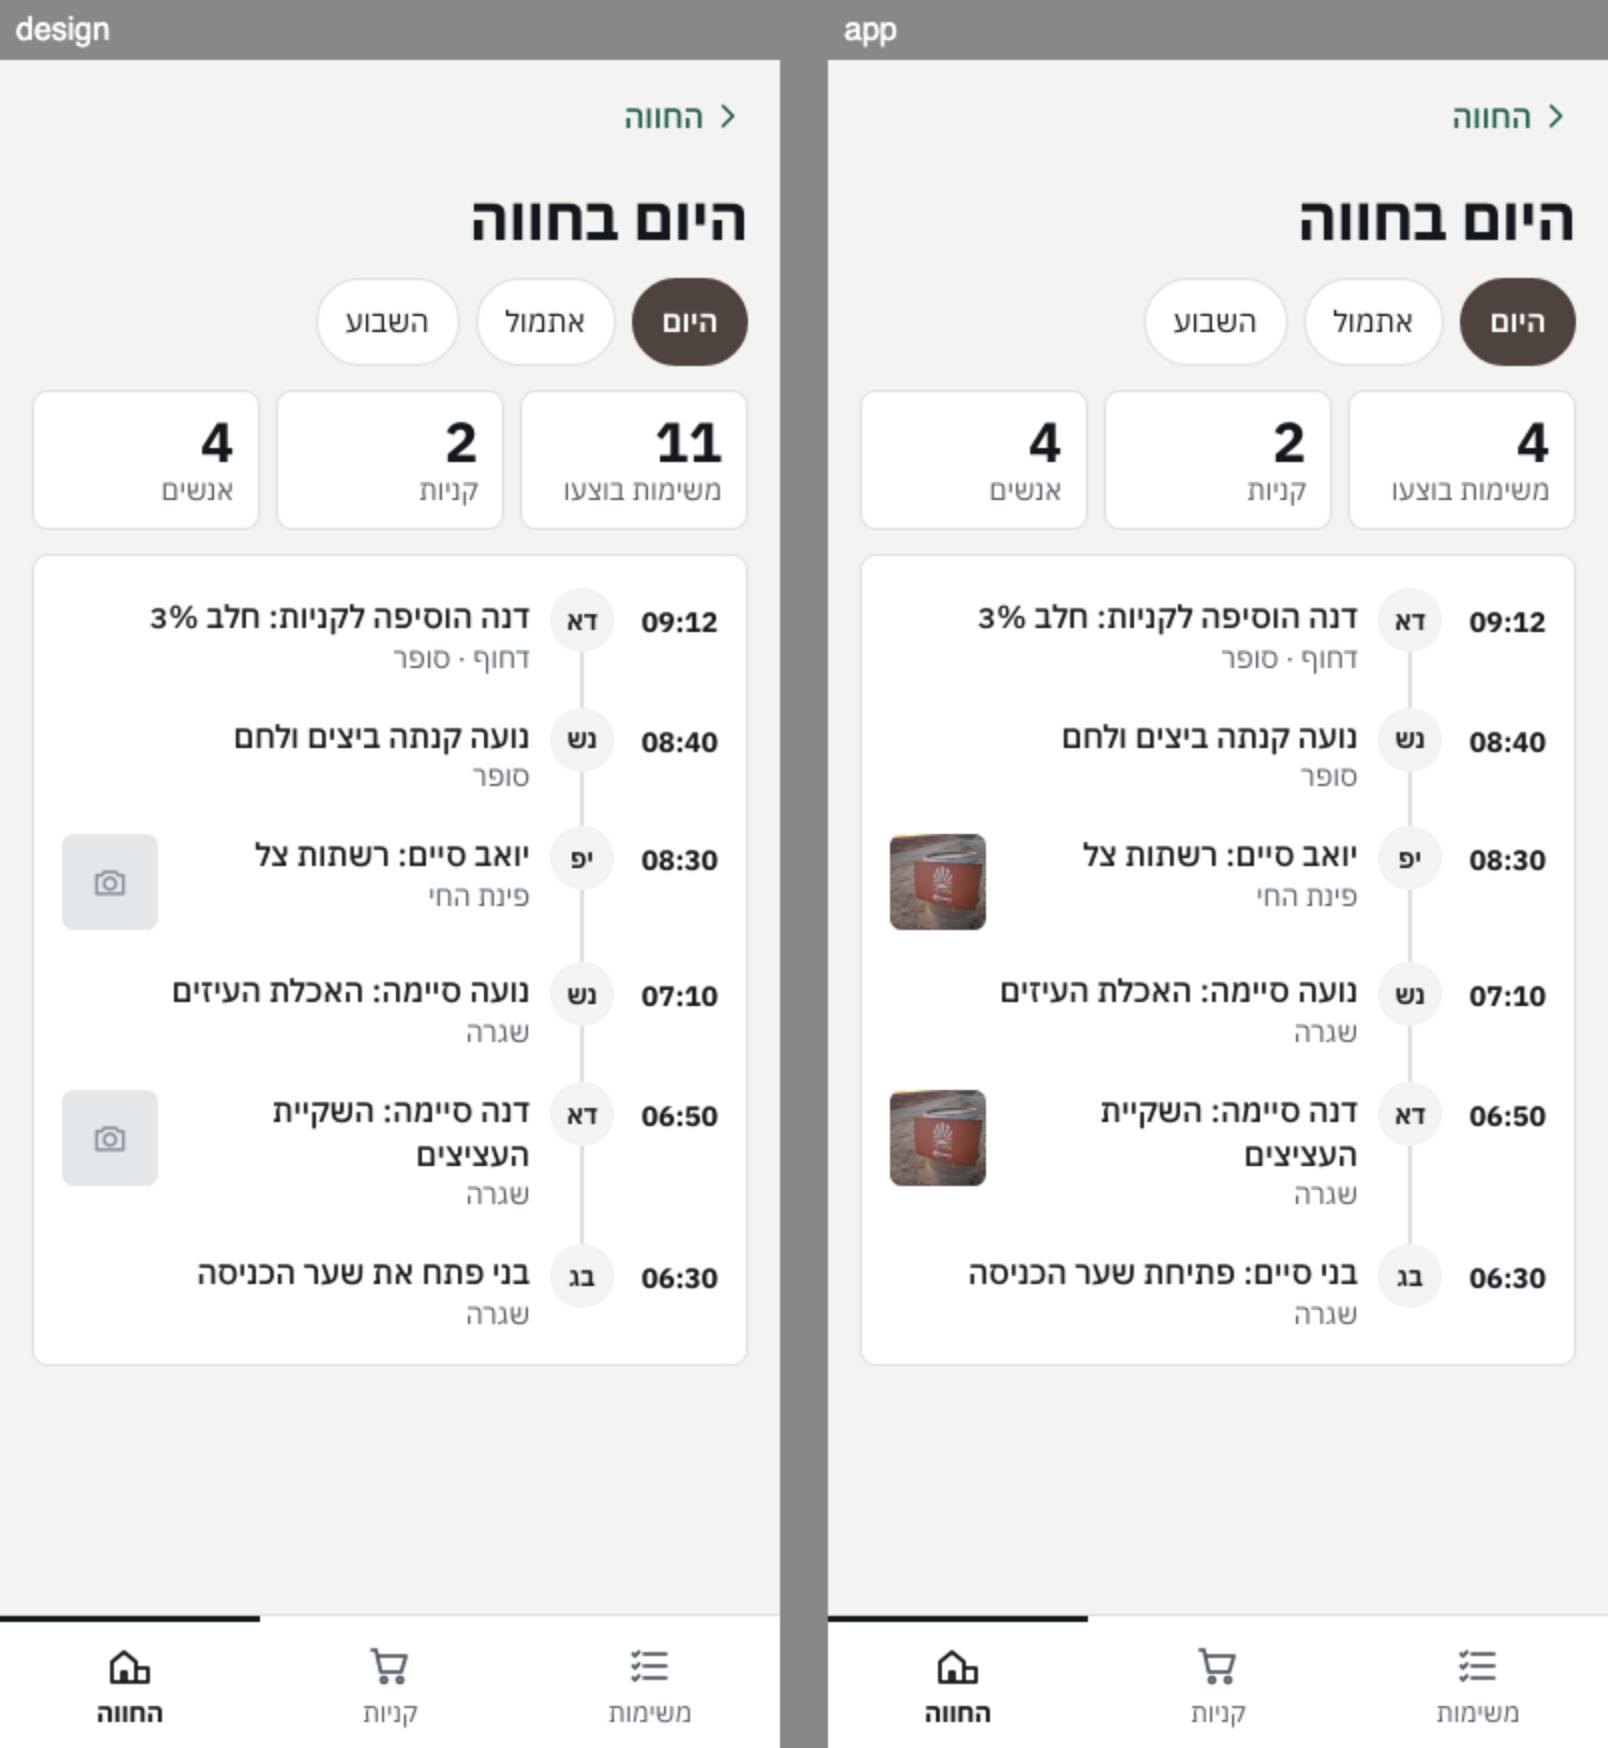 design
החווה
היום בחווה
היום
אתמול
השבוע
11
משימות בוצעו
2
קניות
4
אנשים
09:12
דא
דנה הוסיפה לקניות: חלב 3%
דחוף · סופר
08:40
נש
נועה קנתה ביצים ולחם
סופר
08:30
יפ
יואב סיים: רשתות צל
פינת החי
07:10
נש
נועה סיימה: האכלת העיזים
שגרה
06:50
דא
דנה סיימה: השקיית
העציצים
שגרה
06:30
בג
בני פתח את שער הכניסה
שגרה
משימות
קניות
החווה
app
החווה
היום בחווה
היום
אתמול
השבוע
4
משימות בוצעו
2
קניות
4
אנשים
09:12
דא
דנה הוסיפה לקניות: חלב 3%
דחוף · סופר
08:40
נש
נועה קנתה ביצים ולחם
סופר
08:30
יפ
יואב סיים: רשתות צל
פינת החי
07:10
נש
נועה סיימה: האכלת העיזים
שגרה
06:50
דא
דנה סיימה: השקיית
העציצים
שגרה
06:30
בג
בני סיים: פתיחת שער הכניסה
שגרה
משימות
קניות
החווה